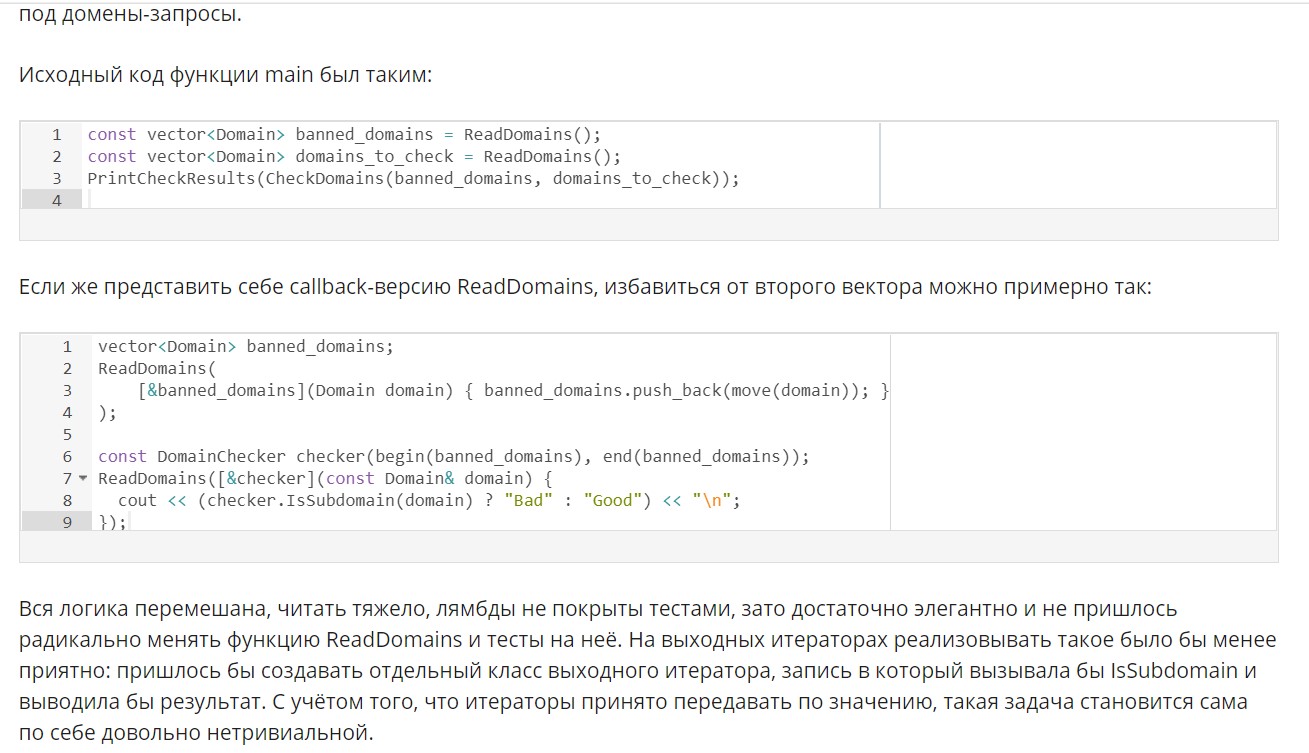 под домены-запросы.
Исходный код функции main был таким:
1 const vector<Domain> banned_domains = ReadDomains();
2 const vector<Domain> domains_to_check = ReadDomains();
3 PrintCheckResults(CheckDomains(banned_domains, domains_to_check));
4
Если же представить себе callback-версию ReadDomains, избавиться от второго вектора можно примерно так:
1 vector<Domain> banned_domains;
2 ReadDomains(
3     [&banned_domains](Domain domain) { banned_domains.push_back(move(domain)); }
4 );
5
6 const DomainChecker checker(begin(banned_domains), end(banned_domains));
7 ReadDomains([&checker](const Domain& domain) {
8   cout << (checker.IsSubdomain(domain) ? "Bad" : "Good") << "\n";
9 });
Вся логика перемешана, читать тяжело, лямбды не покрыты тестами, зато достаточно элегантно и не пришлось
радикально менять функцию ReadDomains и тесты на неё. На выходных итераторах реализовывать такое было бы менее
приятно: пришлось бы создавать отдельный класс выходного итератора, запись в который вызывала бы IsSubdomain и
выводила бы результат. С учётом того, что итераторы принято передавать по значению, такая задача становится сама
по себе довольно нетривиальной.